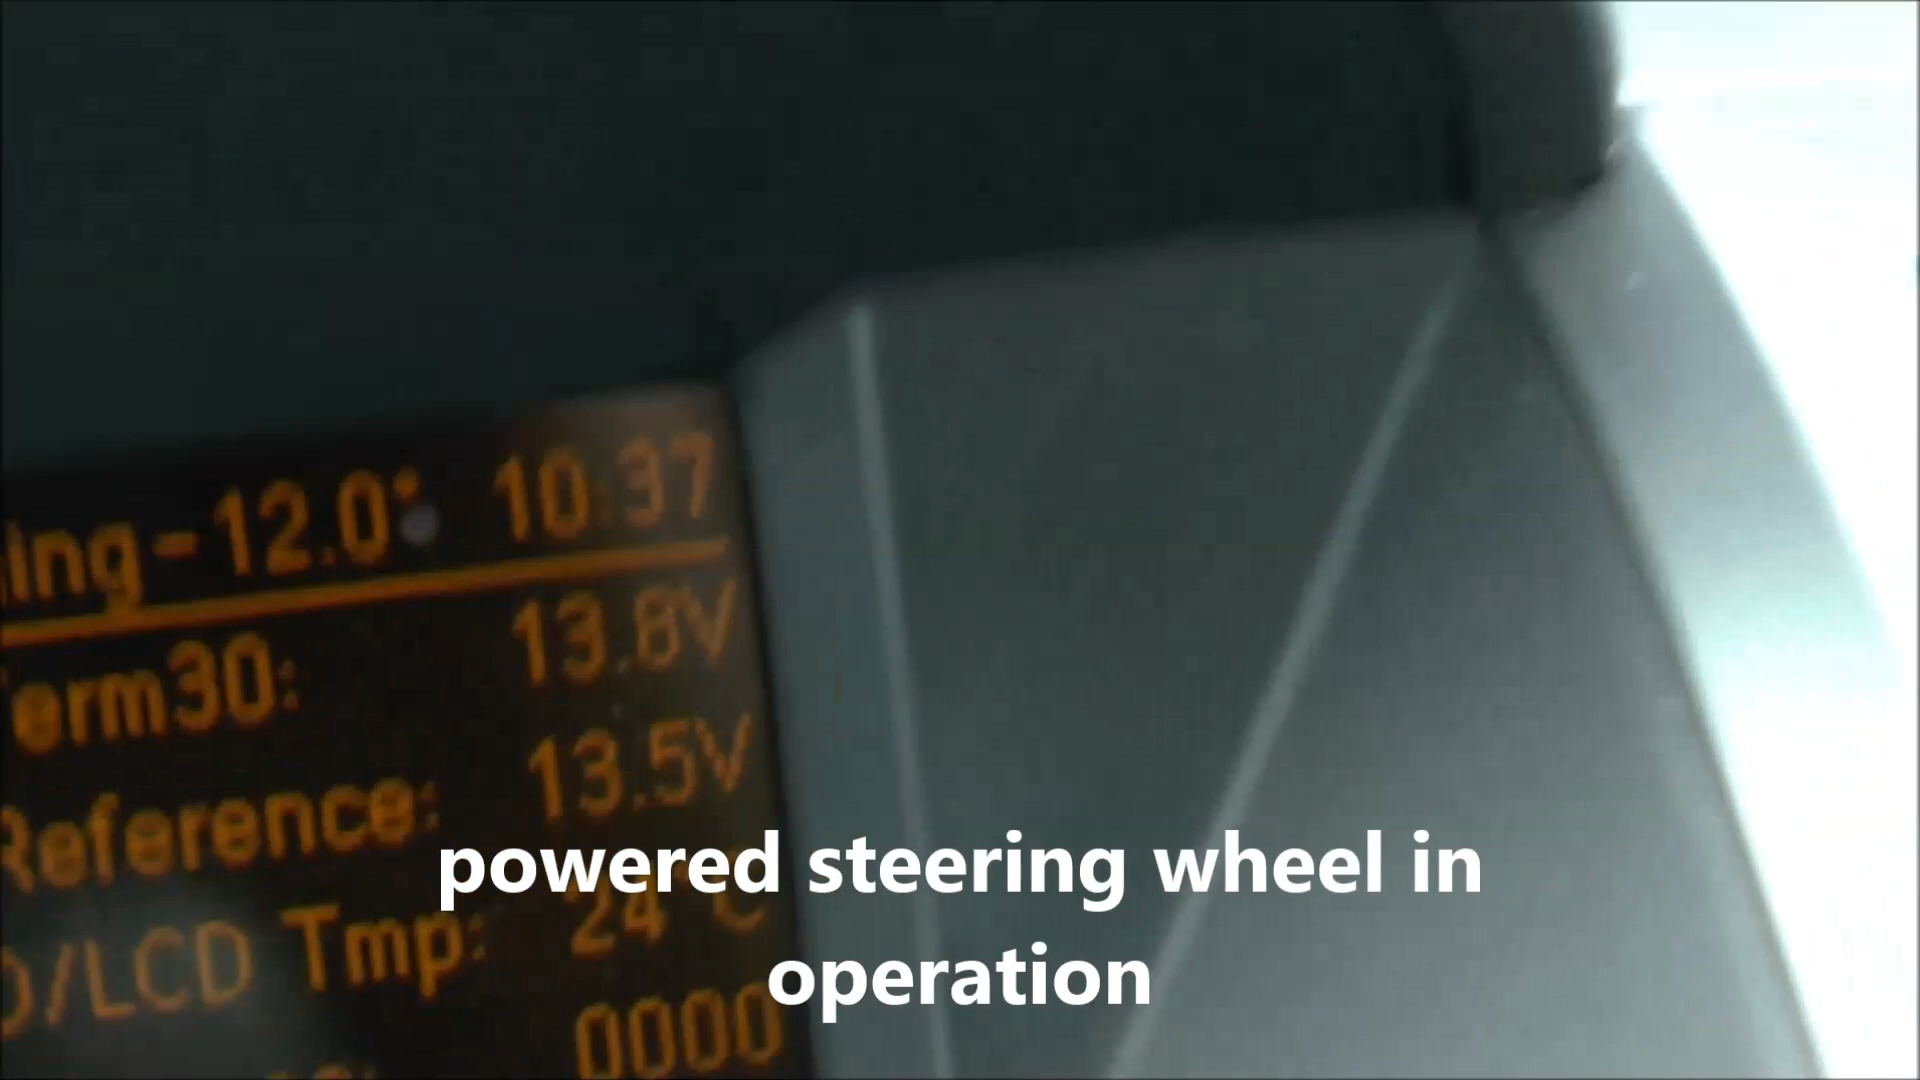 ing -12.0° 10:37
erm30: 13.8V
Reference: 13.5V
D/LCD Tmp: 24°C
0000
powered steering wheel in
operation